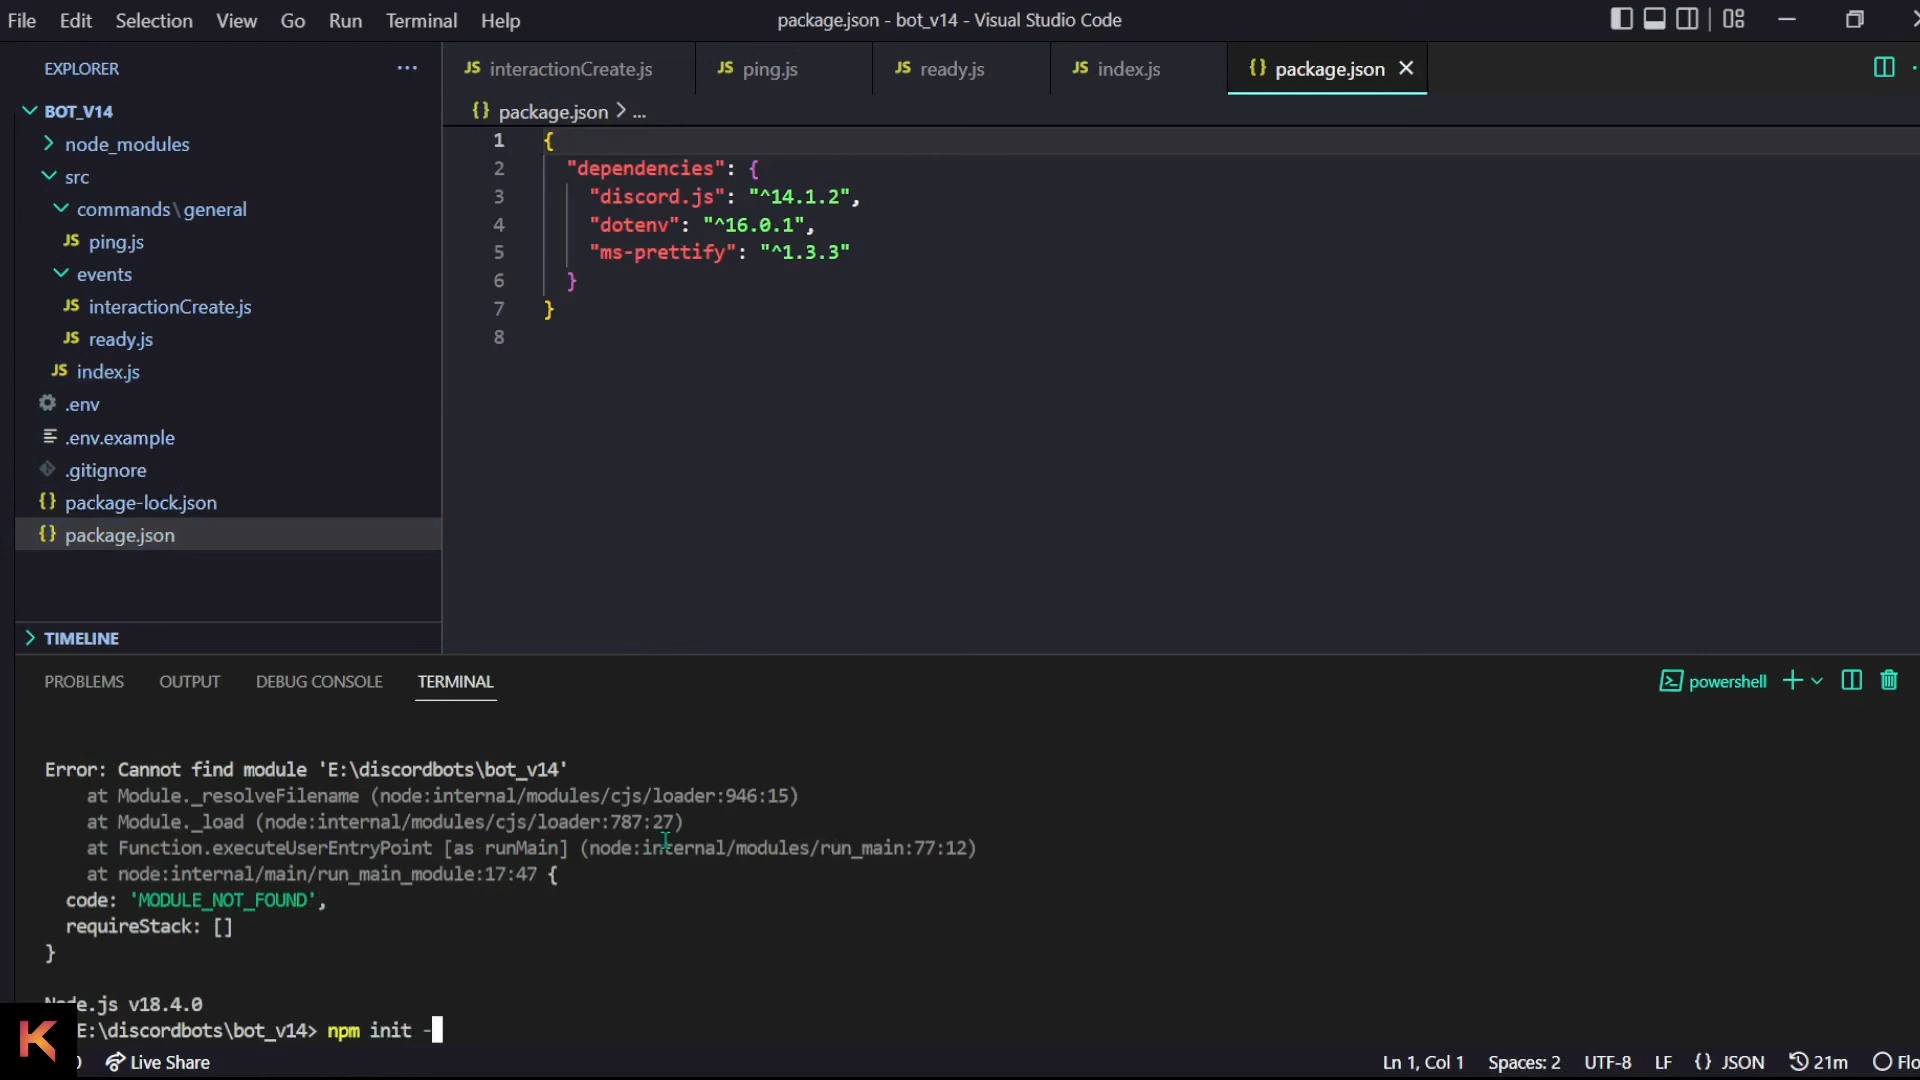 File Edit Selection View Go Run Terminal Help package.json - bot_v14 - Visual Studio Code
EXPLORER
BOT_V14
node_modules
src
commands\general
JS ping.js
events
JS interactionCreate.js
JS ready.js
JS index.js
.env
.env.example
.gitignore
{} package-lock.json
{} package.json
TIMELINE
JS interactionCreate.js JS ping.js JS ready.js JS index.js {} package.json
{} package.json > ...
1 {
2 "dependencies": {
3 "discord.js": "^14.1.2",
4 "dotenv": "^16.0.1",
5 "ms-prettify": "^1.3.3"
6 }
7 }
8
PROBLEMS OUTPUT DEBUG CONSOLE TERMINAL powershell
Error: Cannot find module 'E:\discordbots\bot_v14'
at Module._resolveFilename (node:internal/modules/cjs/loader:946:15)
at Module._load (node:internal/modules/cjs/loader:787:27)
at Function.executeUserEntryPoint [as runMain] (node:internal/modules/run_main:77:12)
at node:internal/main/run_main_module:17:47 {
code: 'MODULE_NOT_FOUND',
requireStack: []
}
Node.js v18.4.0
E:\discordbots\bot_v14> npm init -
Live Share Ln 1, Col 1 Spaces: 2 UTF-8 LF {} JSON 21m Flo